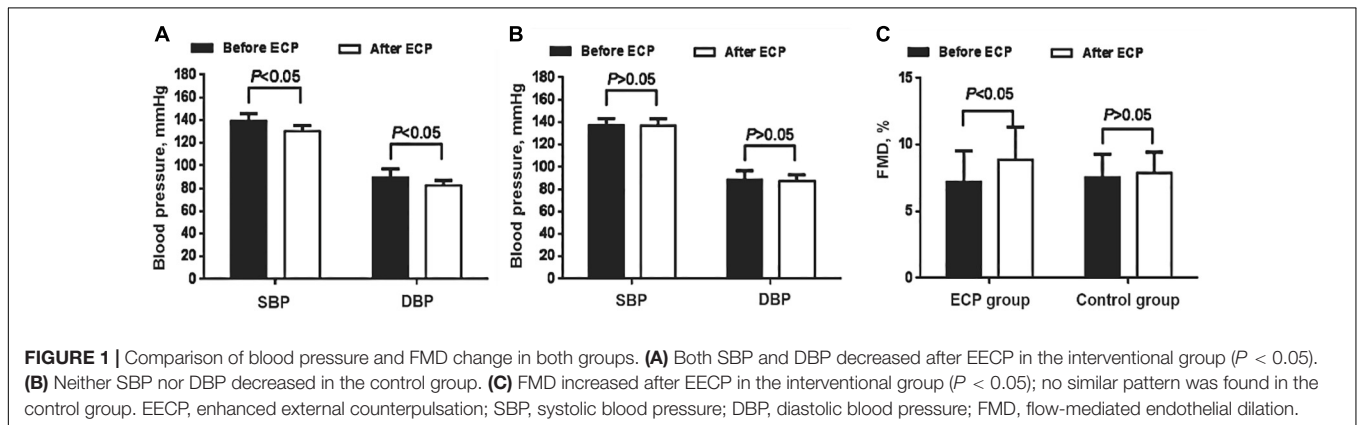 A
Before ECP After ECP
180
160
140
120
100
80
60
40
20
0
Blood pressure, mmHg
P<0.05
P<0.05
SBP DBP
B
Before ECP After ECP
180
160
140
120
100
80
60
40
20
0
Blood pressure, mmHg
P>0.05
P>0.05
SBP DBP
C
Before ECP After ECP
15
10
5
0
FMD, %
P<0.05
P>0.05
ECP group Control group
FIGURE 1 | Comparison of blood pressure and FMD change in both groups. (A) Both SBP and DBP decreased after EECP in the interventional group (P < 0.05).
(B) Neither SBP nor DBP decreased in the control group. (C) FMD increased after EECP in the interventional group (P < 0.05); no similar pattern was found in the
control group. EECP, enhanced external counterpulsation; SBP, systolic blood pressure; DBP, diastolic blood pressure; FMD, flow-mediated endothelial dilation.